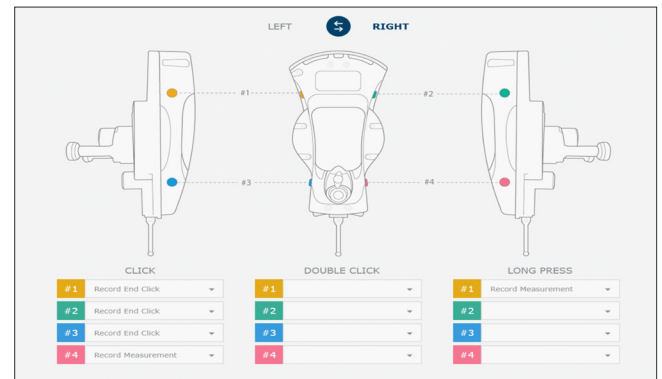 LEFT RIGHT
#1 #2
#3 #4
CLICK DOUBLE CLICK LONG PRESS
#1 Record End Click #1 #1 Record Measurement
#2 Record End Click #2 #2
#3 Record End Click #3 #3
#4 Record Measurement #4 #4